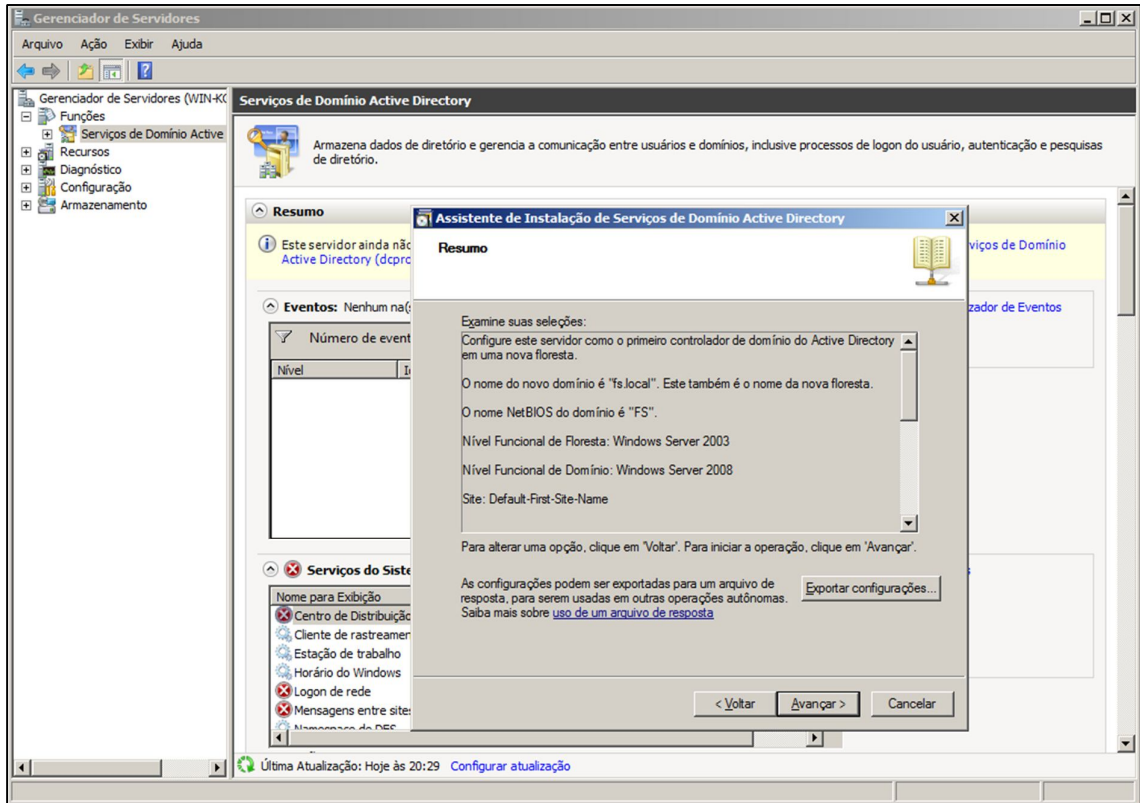 Gerenciador de Servidores
Arquivo Ação Exibir Ajuda
Gerenciador de Servidores (WIN-KC
Funções
Serviços de Domínio Active
Recursos
Diagnóstico
Configuração
Armazenamento
Serviços de Domínio Active Directory
Armazena dados de diretório e gerencia a comunicação entre usuários e domínios, inclusive processos de logon do usuário, autenticação e pesquisas
de diretório.
Resumo
Este servidor ainda não
Active Directory (dcpro
viços de Domínio
Eventos: Nenhum na(
zador de Eventos
Número de event
Nível
Serviços do Siste
Nome para Exibição
Centro de Distribuição
Cliente de rastreamen
Estação de trabalho
Horário do Windows
Logon de rede
Mensagens entre sites
Namespace do DFS
Assistente de Instalação de Serviços de Domínio Active Directory
Resumo
Examine suas seleções:
Configure este servidor como o primeiro controlador de domínio do Active Directory
em uma nova floresta.
O nome do novo domínio é "fs.local". Este também é o nome da nova floresta.
O nome NetBIOS do domínio é "FS".
Nível Funcional de Floresta: Windows Server 2003
Nível Funcional de Domínio: Windows Server 2008
Site: Default-First-Site-Name
Para alterar uma opção, clique em 'Voltar'. Para iniciar a operação, clique em 'Avançar'.
As configurações podem ser exportadas para um arquivo de
resposta, para serem usadas em outras operações autônomas.
Saiba mais sobre uso de um arquivo de resposta
Exportar configurações...
< Voltar Avançar > Cancelar
Última Atualização: Hoje às 20:29 Configurar atualização